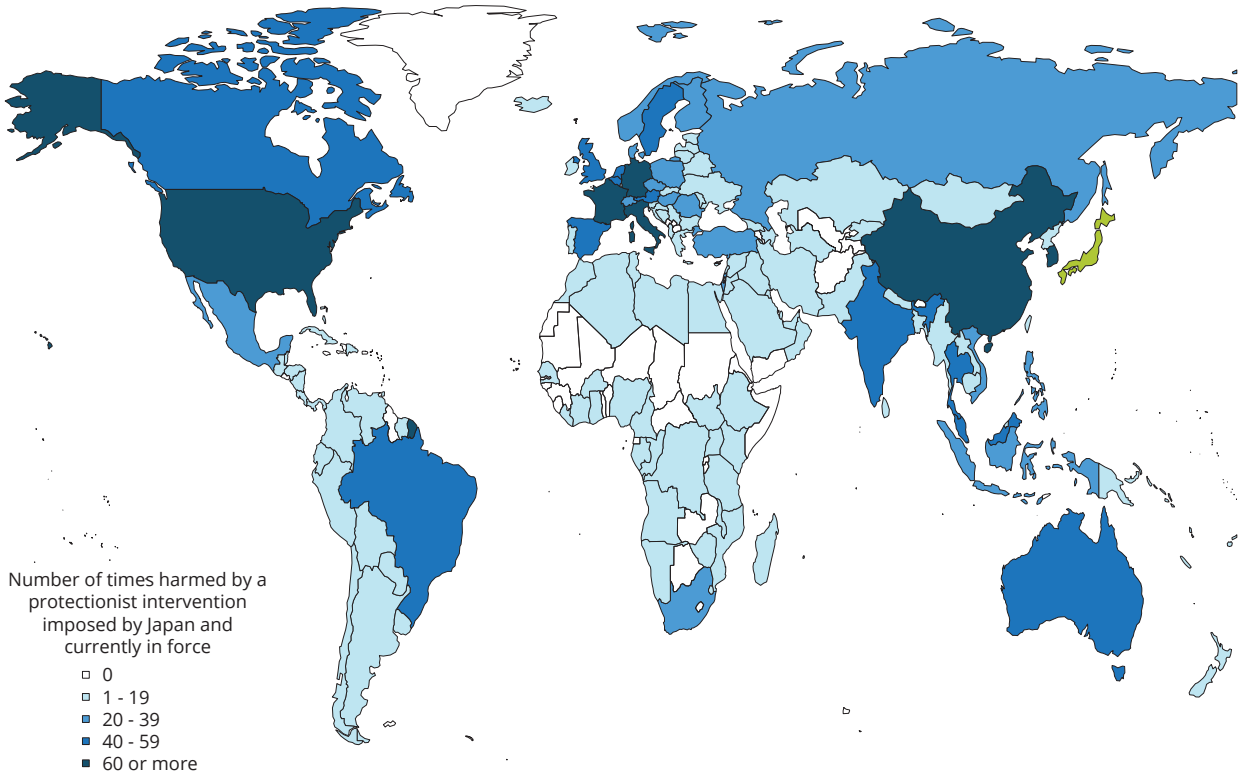 Number of times harmed by a
protectionist intervention
imposed by Japan and
currently in force
0
1 - 19
20 - 39
40 - 59
60 or more